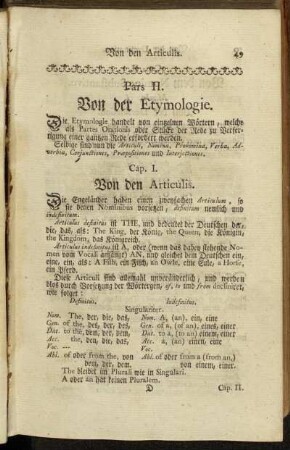 Von den Articulis. 49
Pars II.
Von der Etymologie.
Die Etymologie handelt von eintzelnen Wörtern, welche
als Partes Orationis oder Stücke der Rede zu Verfer-
tigung einer gantzen Rede erfodert werden.
Selbige sind nun die Articuli, Nomina, Pronomina, Verba, Ad-
verbia, Conjunctiones, Præpositiones und Interjectiones.
Cap. I.
Von den Articulis.
Die Engländer haben einen zweyfachen Articulum, so
sie denen Nominibus vorsetzen, definitum nemlich und
indefinitum.
Articulus definitus ist THE, und bedeutet der Deutschen der,
die, das, als: The King, der König, the Queen, die Königin,
the Kingdom, das Königreich.
Articulus indefinitus ist A, oder (wenn das dabey stehende No-
men vom Vocali anfängt) AN, und gleichet dem Deutschen ein,
eine, ein, als: A Fish, ein Fisch, an Owle, eine Eule, a Horse,
ein Pferd.
Diese Articuli sind allemahl unveränderlich, und werden
blos durch Vorsetzung der Wörtergen, of, to und from declinirt,
wie folget:
Definitus. Indefinitus.
Singulariter.
Nom. The, der, die, das, Nom. A, (an), ein, eine
Gen. of the, des, der, des, Gen. of a, (of an), eines, einer
Dat. to the, dem, der, dem, Dat. to a, (to an) einem, einer
Acc. the, den, die, das, Acc. a, (an) einen, eine
Voc. --- Voc.
Abl. of oder from the, von Abl. of oder from a (from an)
dem, der, dem. von einem, einer.
The bleibet im Plurali wie in Singulari.
A oder an hat keinen Pluralem.
D Cap. II.